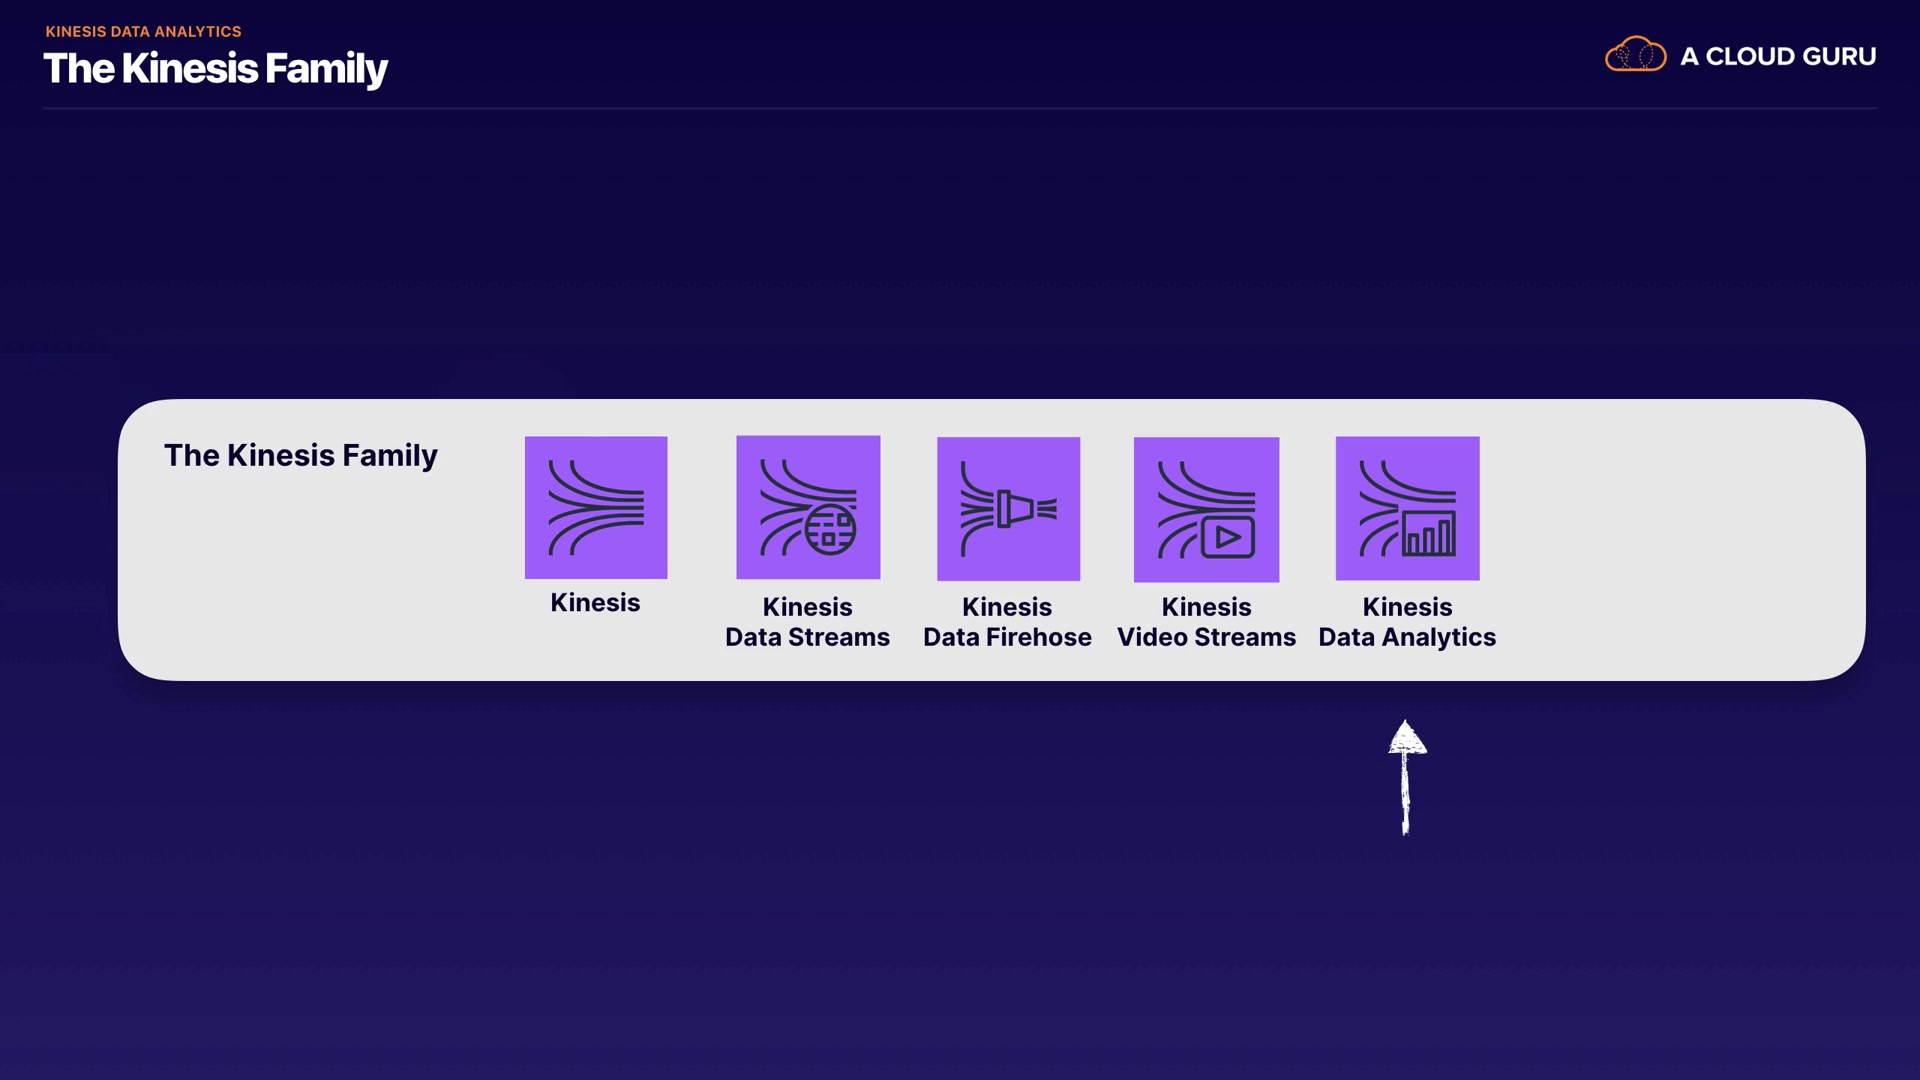 KINESIS DATA ANALYTICS
The Kinesis Family
A CLOUD GURU
The Kinesis Family
Kinesis
Kinesis
Data Streams
Kinesis
Data Firehose
Kinesis
Video Streams
Kinesis
Data Analytics